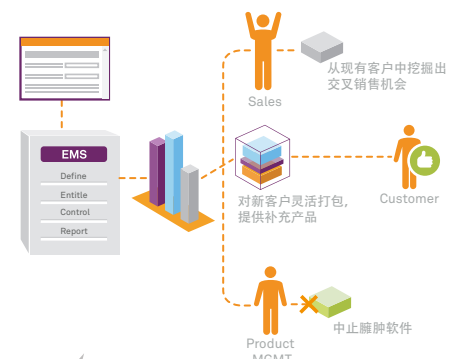 从现有客户中挖掘出
交叉销售机会
Sales
EMS
Define
Entitle
Control
Report
对新客户灵活打包，
提供补充产品
Customer
中止臃肿软件
Product
MGMT